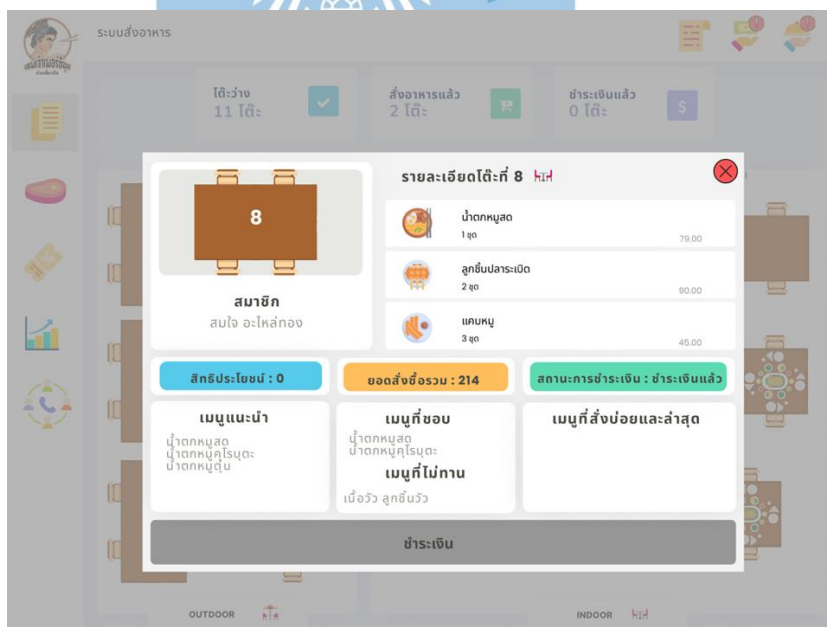 ระบบสั่งอาหาร
โต๊ะว่าง
11 โต๊ะ
สั่งอาหารแล้ว
2 โต๊ะ
ชำระเงินแล้ว
0 โต๊ะ
$
รายละเอียดโต๊ะที่ 8
8
สมาชิก
สมใจ อะไหล่ทอง
น้ำตกหมูสด
1 ชุด
79.00
ลูกชิ้นปลาระเบิด
2 ชุด
90.00
แคบหมู
3 ชุด
45.00
สิทธิประโยชน์ : 0
ยอดสั่งซื้อรวม : 214
สถานะการชำระเงิน : ชำระเงินแล้ว
เมนูแนะนำ
น้ำตกหมูสด
น้ำตกหมูคุโรบุตะ
น้ำตกหมูตุ๋น
เมนูที่ชอบ
น้ำตกหมูสด
น้ำตกหมูคุโรบุตะ
เมนูที่ไม่ทาน
เนื้อวัว ลูกชิ้นวัว
เมนูที่สั่งบ่อยและล่าสุด
ชำระเงิน
OUTDOOR
INDOOR